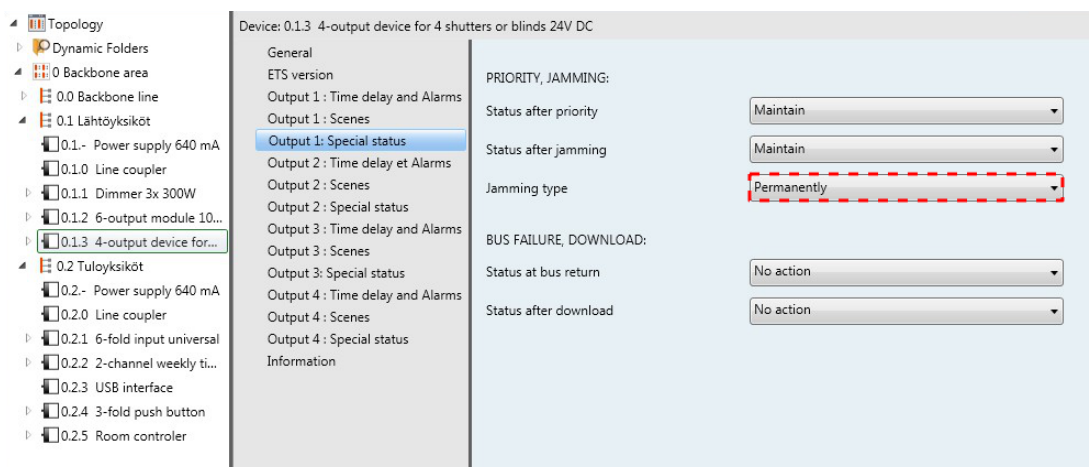 Topology
Dynamic Folders
0 Backbone area
0.0 Backbone line
0.1 Lähtöyksiköt
0.1.- Power supply 640 mA
0.1.0 Line coupler
0.1.1 Dimmer 3x 300W
0.1.2 6-output module 10...
0.1.3 4-output device for...
0.2 Tuloyksiköt
0.2.- Power supply 640 mA
0.2.0 Line coupler
0.2.1 6-fold input universal
0.2.2 2-channel weekly ti...
0.2.3 USB interface
0.2.4 3-fold push button
0.2.5 Room controler
Device: 0.1.3 4-output device for 4 shutters or blinds 24V DC
General
ETS version
Output 1 : Time delay and Alarms
Output 1 : Scenes
Output 1: Special status
Output 2 : Time delay et Alarms
Output 2 : Scenes
Output 2 : Special status
Output 3 : Time delay and Alarms
Output 3 : Scenes
Output 3: Special status
Output 4 : Time delay and Alarms
Output 4 : Scenes
Output 4 : Special status
Information
PRIORITY, JAMMING:
Status after priority Maintain
Status after jamming Maintain
Jamming type Permanently
BUS FAILURE, DOWNLOAD:
Status at bus return No action
Status after download No action